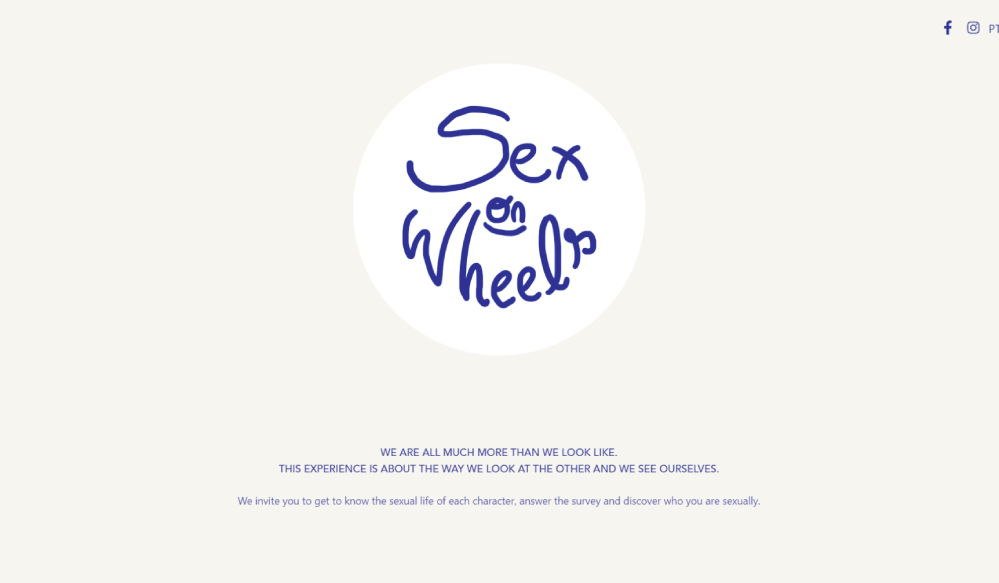 PT
Sex
on
Wheels
WE ARE ALL MUCH MORE THAN WE LOOK LIKE.
THIS EXPERIENCE IS ABOUT THE WAY WE LOOK AT THE OTHER AND WE SEE OURSELVES.
We invite you to get to know the sexual life of each character, answer the survey and discover who you are sexually.